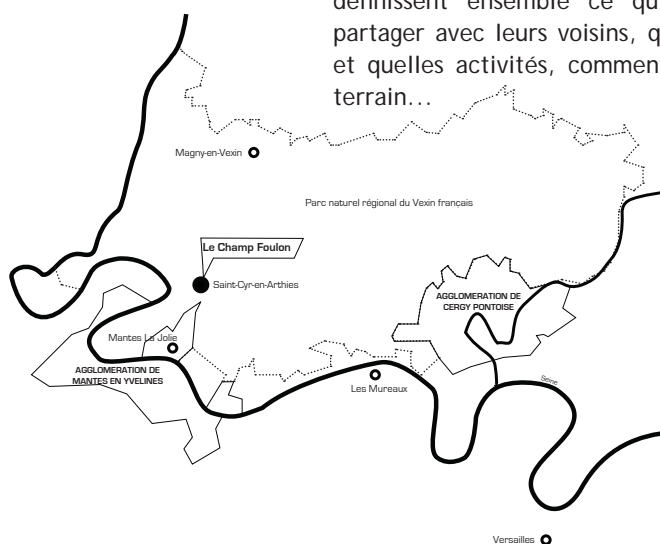 définissent ensemble ce qu
partager avec leurs voisins, q
et quelles activités, commen
terrain...
Magny-en-Vexin
Parc naturel régional du Vexin français
Le Champ Foulon
Saint-Cyr-en-Arthies
AGGLOMERATION DE
CERGY PONTOISE
Mantes La Jolie
AGGLOMERATION DE
MANTES EN YVELINES
Les Mureaux
Seine
Versailles